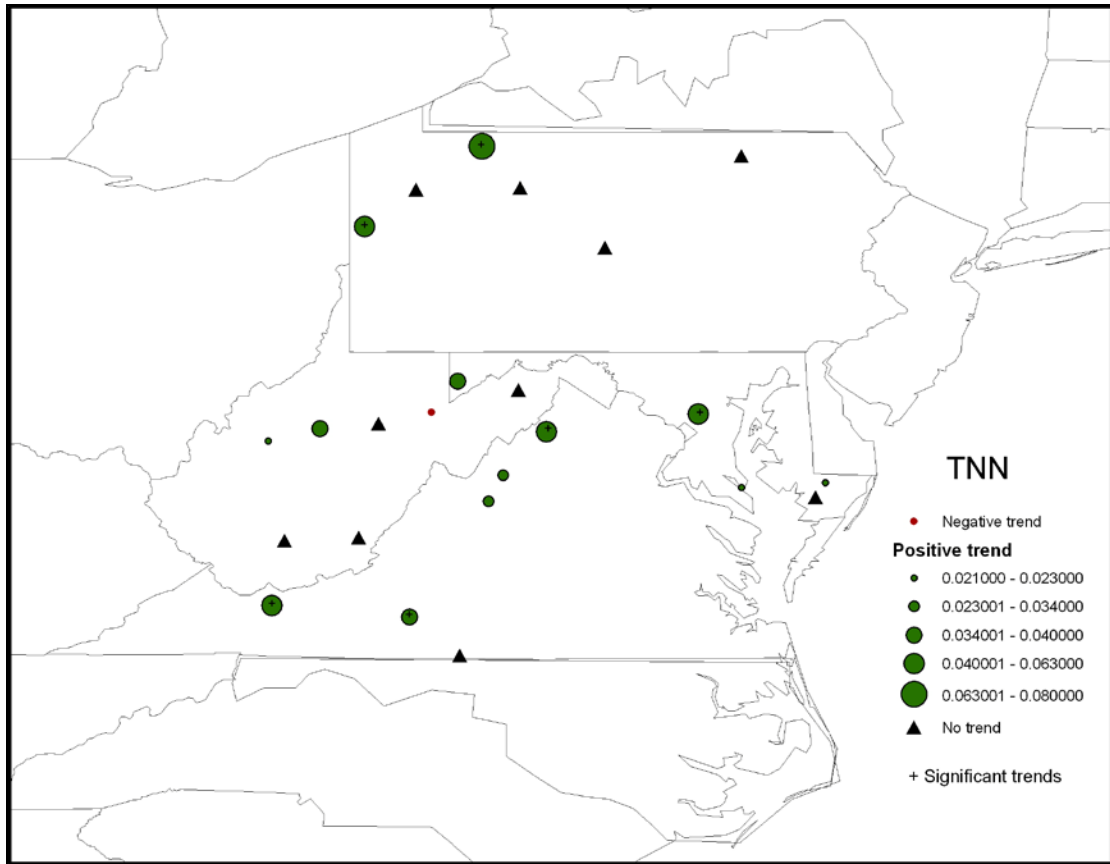 TNN
Negative trend
Positive trend
0.021000 - 0.023000
0.023001 - 0.034000
0.034001 - 0.040000
0.040001 - 0.063000
0.063001 - 0.080000
No trend
+ Significant trends